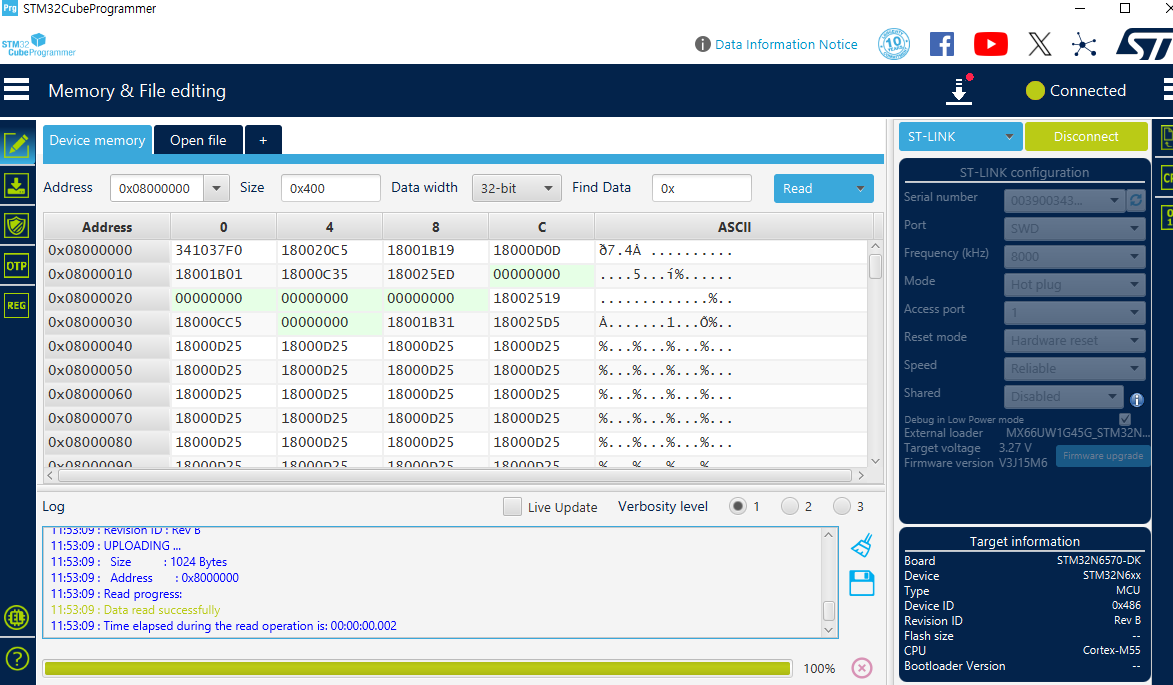 Prg STM32CubeProgrammer
STM32 CubeProgrammer
Data Information Notice
10 YEARS
ST
Memory & File editing
Connected
Device memory Open file +
ST-LINK Disconnect
Address 0x08000000 Size 0x400 Data width 32-bit Find Data 0x Read
Address 0 4 8 C ASCII
0x08000000 341037F0 180020C5 18001B19 18000D0D ð7.4Å ..........
0x08000010 18001B01 18000C35 180025ED 00000000 ....5...í%......
0x08000020 00000000 00000000 00000000 18002519 .............%..
0x08000030 18000CC5 00000000 18001B31 180025D5 Å.......1...Õ%..
0x08000040 18000D25 18000D25 18000D25 18000D25 %...%...%...%...
0x08000050 18000D25 18000D25 18000D25 18000D25 %...%...%...%...
0x08000060 18000D25 18000D25 18000D25 18000D25 %...%...%...%...
0x08000070 18000D25 18000D25 18000D25 18000D25 %...%...%...%...
0x08000080 18000D25 18000D25 18000D25 18000D25 %...%...%...%...
0x08000090 18000D25 18000D25 18000D25 18000D25 %...%...%...%...
OTP
REG
ST-LINK configuration
Serial number 003900343...
Port SWD
Frequency (kHz) 8000
Mode Hot plug
Access port 1
Reset mode Hardware reset
Speed Reliable
Shared Disabled
Debug in Low Power mode
External loader MX66UW1G45G_STM32N...
Target voltage 3.27 V
Firmware version V3J15M6 Firmware upgrade
Log Live Update Verbosity level 1 2 3
11:53:09 : Revision ID : Rev B
11:53:09 : UPLOADING ...
11:53:09 : Size : 1024 Bytes
11:53:09 : Address : 0x8000000
11:53:09 : Read progress:
11:53:09 : Data read successfully
11:53:09 : Time elapsed during the read operation is: 00:00:00.002
100%
Target information
Board STM32N6570-DK
Device STM32N6xx
Type MCU
Device ID 0x486
Revision ID Rev B
Flash size --
CPU Cortex-M55
Bootloader Version --
EL